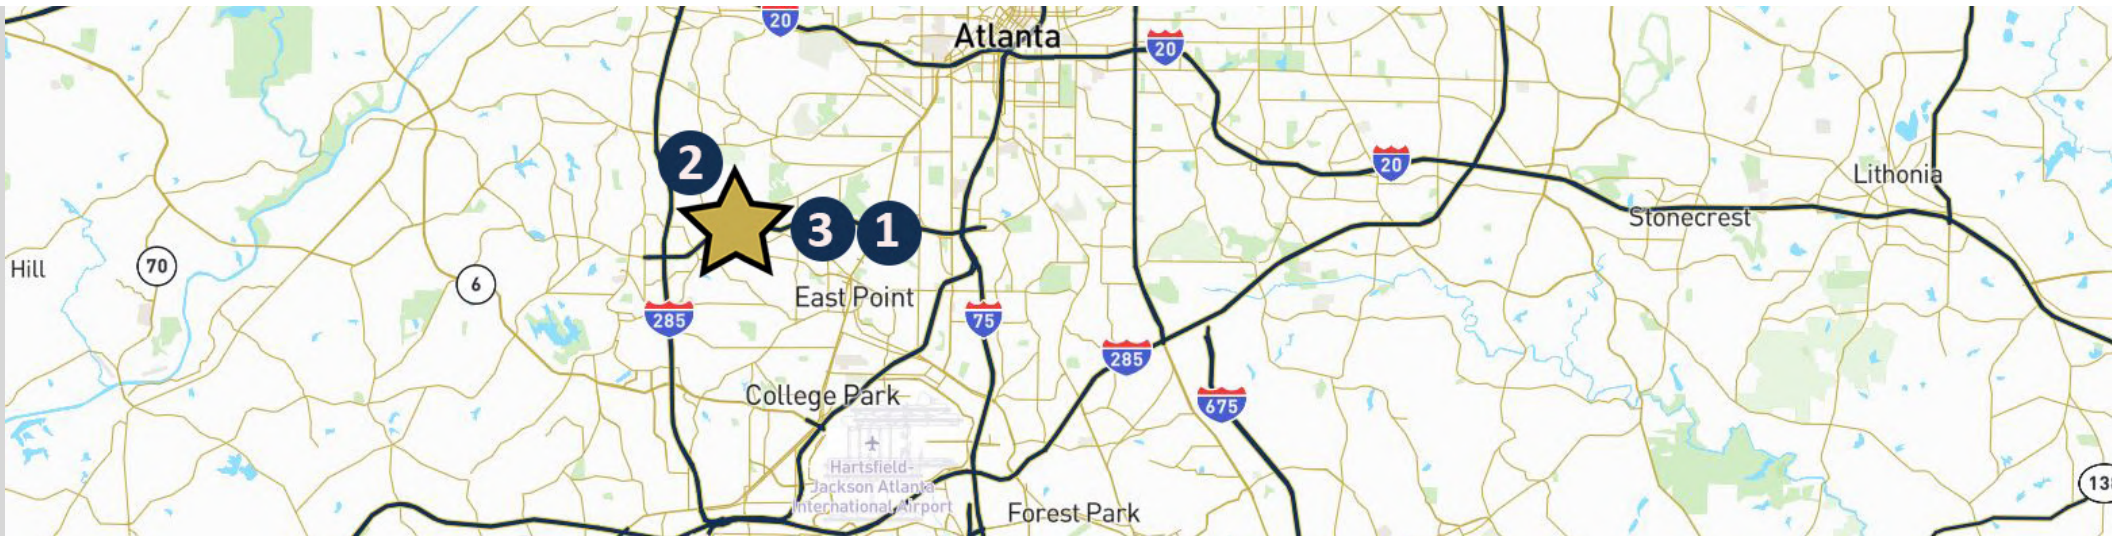 20
Atlanta
20
2
20
Lithonia
Stonecrest
3
1
Hill
70
6
East Point
285
75
285
College Park
675
Hartsfield-
Jackson Atlanta
International Airport
Forest Park